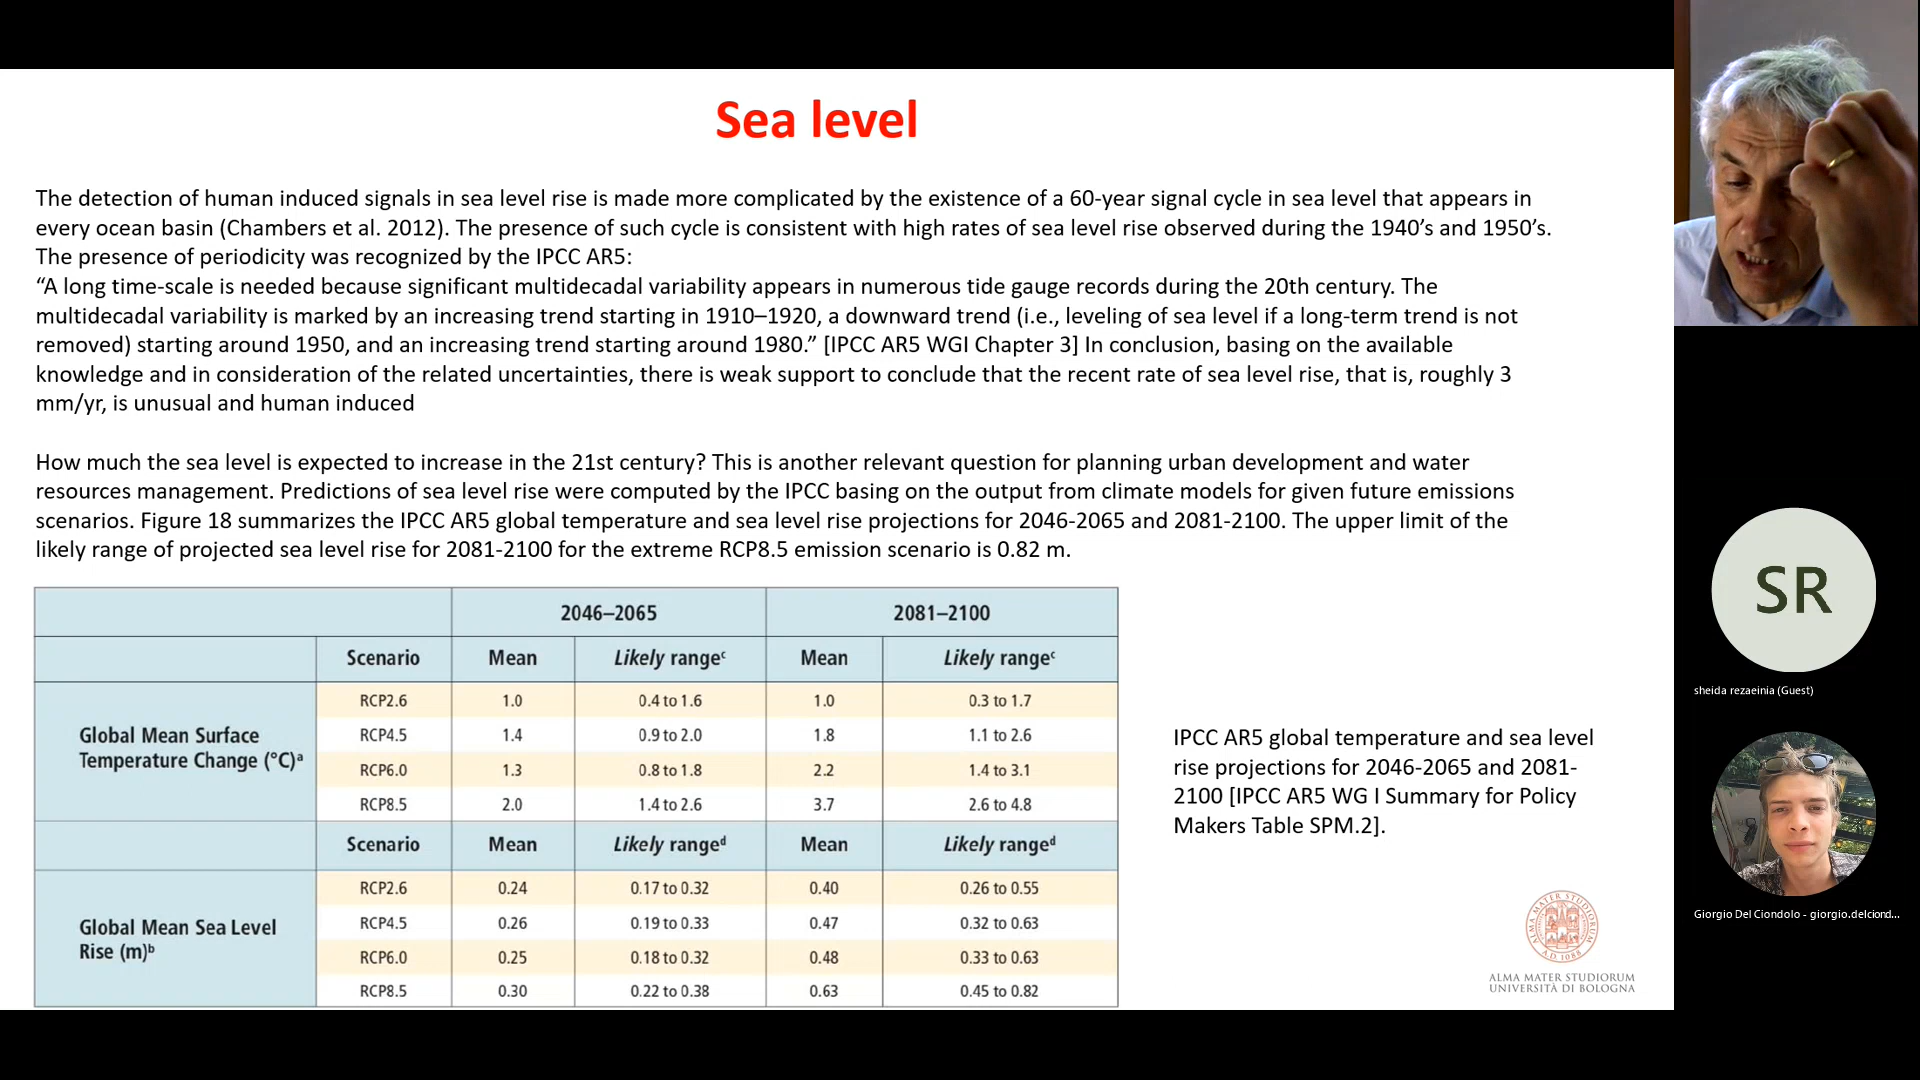 Sea level
The detection of human induced signals in sea level rise is made more complicated by the existence of a 60-year signal cycle in sea level that appears in
every ocean basin (Chambers et al. 2012). The presence of such cycle is consistent with high rates of sea level rise observed during the 1940’s and 1950’s.
The presence of periodicity was recognized by the IPCC AR5:
“A long time-scale is needed because significant multidecadal variability appears in numerous tide gauge records during the 20th century. The
multidecadal variability is marked by an increasing trend starting in 1910–1920, a downward trend (i.e., leveling of sea level if a long-term trend is not
removed) starting around 1950, and an increasing trend starting around 1980.” [IPCC AR5 WGI Chapter 3] In conclusion, basing on the available
knowledge and in consideration of the related uncertainties, there is weak support to conclude that the recent rate of sea level rise, that is, roughly 3
mm/yr, is unusual and human induced
How much the sea level is expected to increase in the 21st century? This is another relevant question for planning urban development and water
resources management. Predictions of sea level rise were computed by the IPCC basing on the output from climate models for given future emissions
scenarios. Figure 18 summarizes the IPCC AR5 global temperature and sea level rise projections for 2046-2065 and 2081-2100. The upper limit of the
likely range of projected sea level rise for 2081-2100 for the extreme RCP8.5 emission scenario is 0.82 m.
2046–2065 2081–2100
Scenario Mean Likely rangeᶜ Mean Likely rangeᶜ
Global Mean Surface
Temperature Change (°C)ᵃ
RCP2.6 1.0 0.4 to 1.6 1.0 0.3 to 1.7
RCP4.5 1.4 0.9 to 2.0 1.8 1.1 to 2.6
RCP6.0 1.3 0.8 to 1.8 2.2 1.4 to 3.1
RCP8.5 2.0 1.4 to 2.6 3.7 2.6 to 4.8
Scenario Mean Likely rangeᵈ Mean Likely rangeᵈ
Global Mean Sea Level
Rise (m)ᵇ
RCP2.6 0.24 0.17 to 0.32 0.40 0.26 to 0.55
RCP4.5 0.26 0.19 to 0.33 0.47 0.32 to 0.63
RCP6.0 0.25 0.18 to 0.32 0.48 0.33 to 0.63
RCP8.5 0.30 0.22 to 0.38 0.63 0.45 to 0.82
IPCC AR5 global temperature and sea level
rise projections for 2046-2065 and 2081-
2100 [IPCC AR5 WG I Summary for Policy
Makers Table SPM.2].
ALMA MATER STUDIORUM
A.D. 1088
ALMA MATER STUDIORUM
UNIVERSITÀ DI BOLOGNA
SR
sheida rezaeinia (Guest)
Giorgio Del Ciondolo - giorgio.delciond...